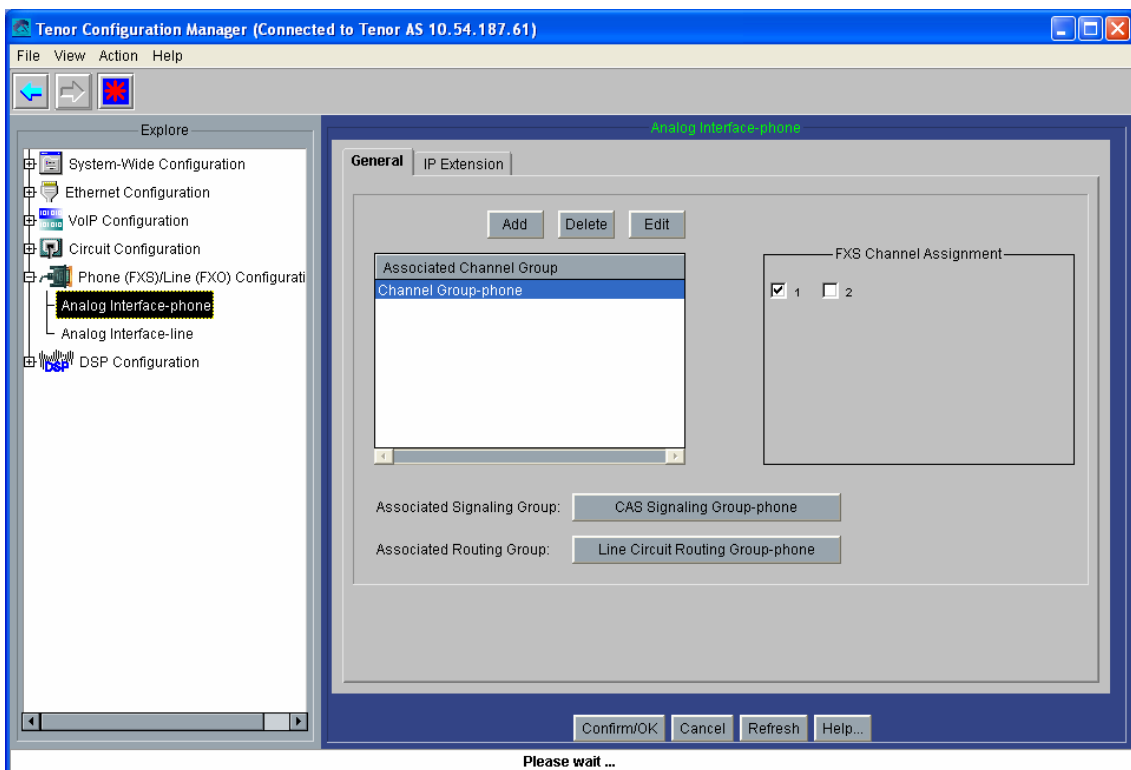 Tenor Configuration Manager (Connected to Tenor AS 10.54.187.61)
File View Action Help
Explore
System-Wide Configuration
Ethernet Configuration
VoIP Configuration
Circuit Configuration
Phone (FXS)/Line (FXO) Configurati
Analog Interface-phone
Analog Interface-line
DSP
DSP Configuration
Analog Interface-phone
General
IP Extension
Add Delete Edit
Associated Channel Group
Channel Group-phone
FXS Channel Assignment
1 2
Associated Signaling Group: CAS Signaling Group-phone
Associated Routing Group: Line Circuit Routing Group-phone
Confirm/OK Cancel Refresh Help...
Please wait ...